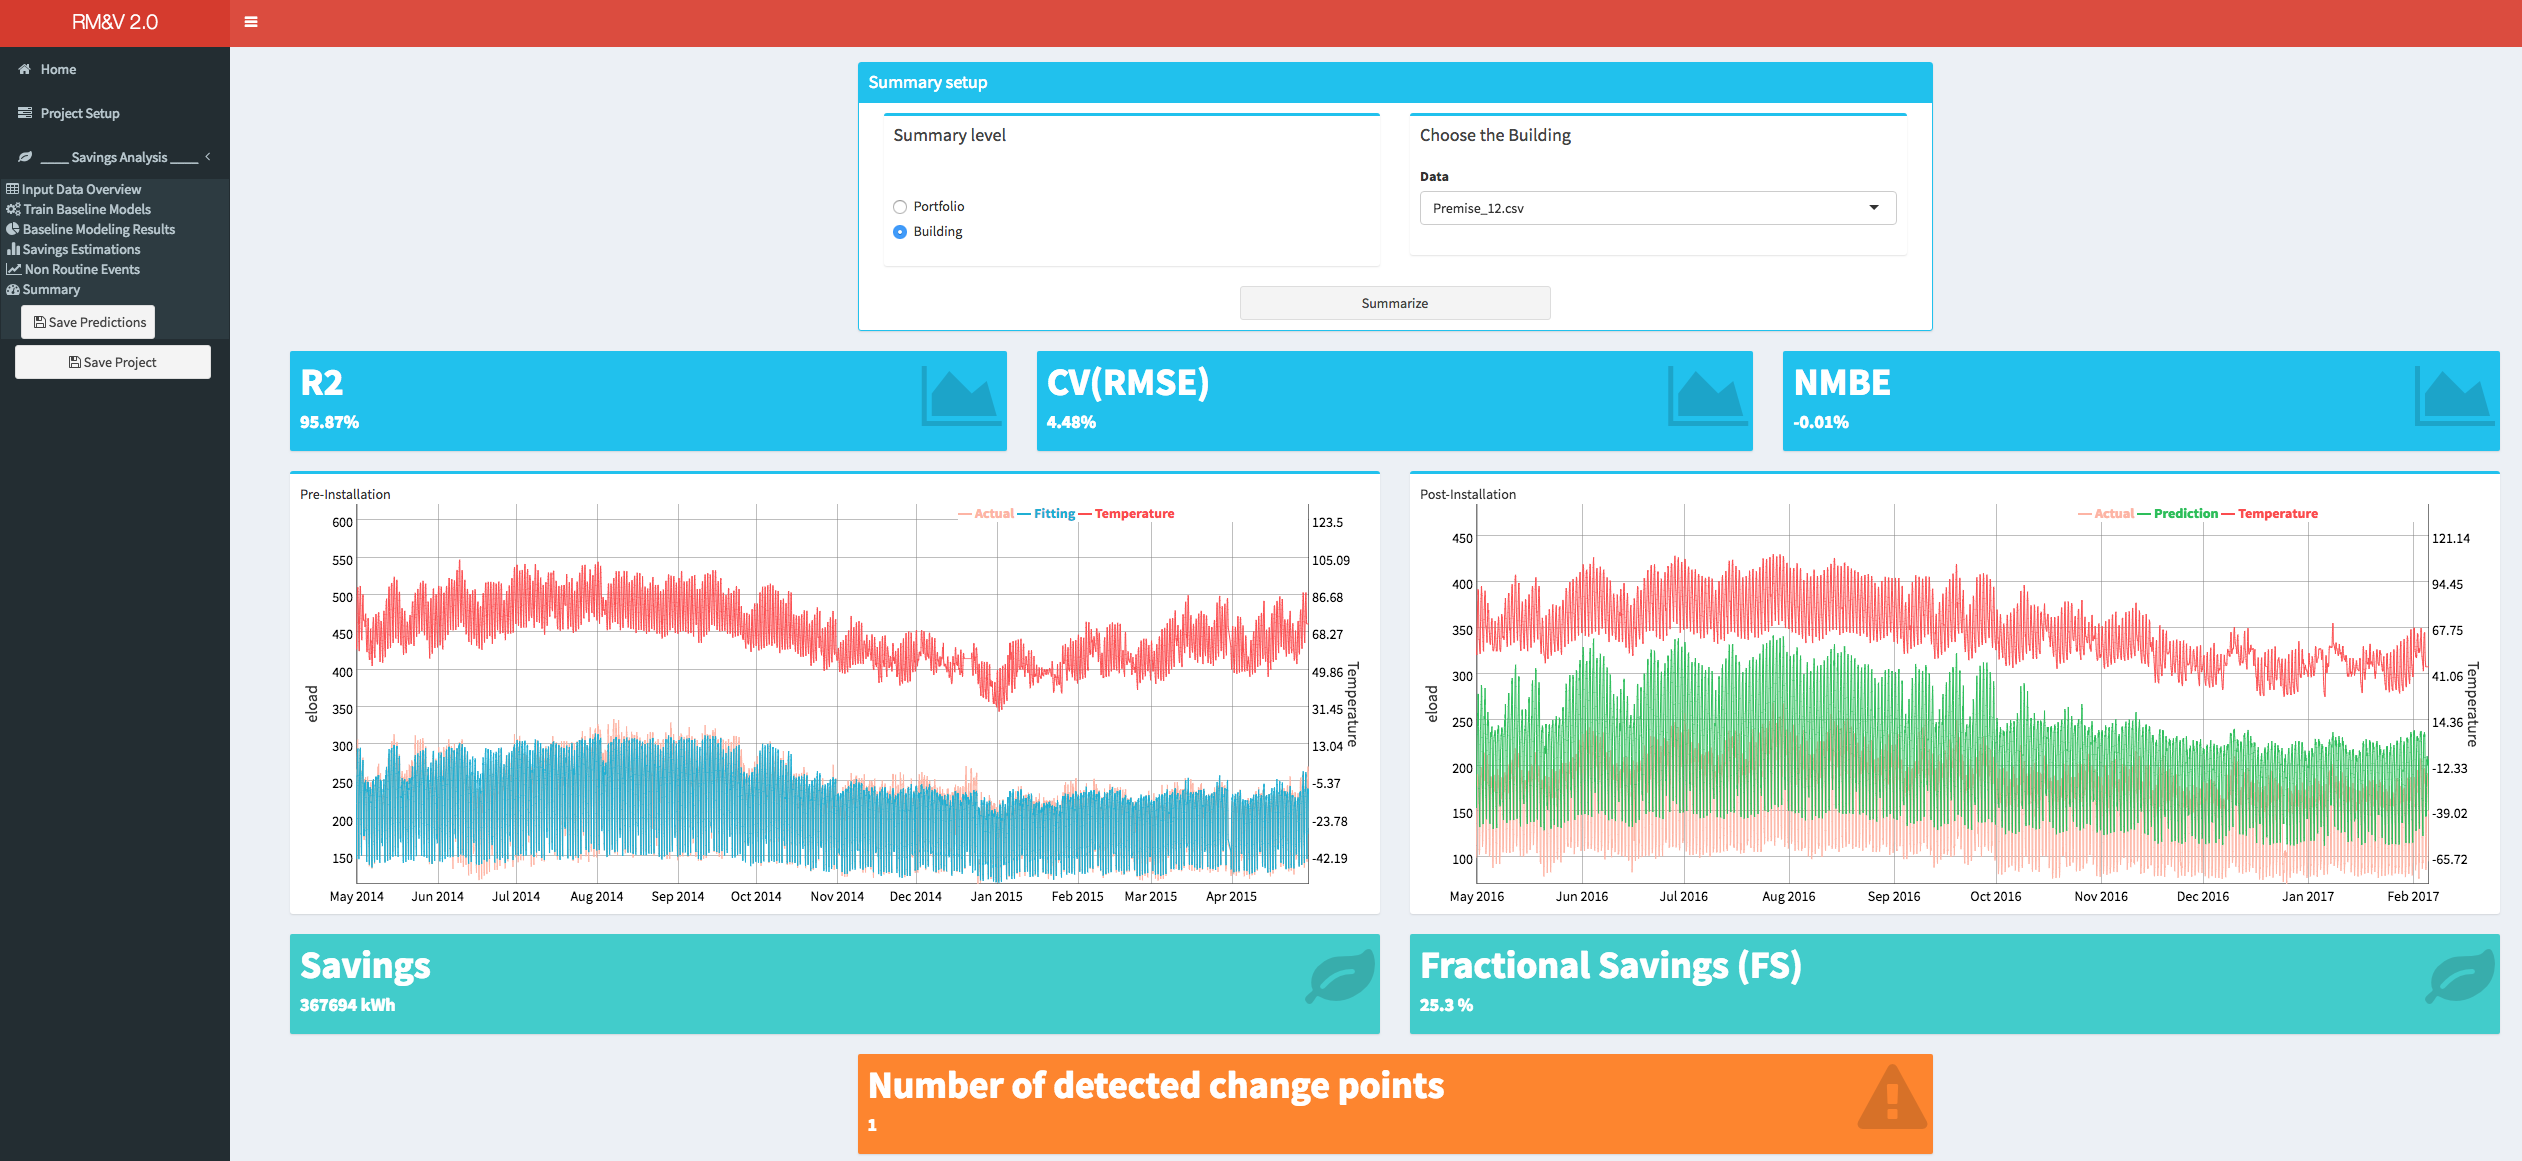 RM&V 2.0
Home
Project Setup
____ Savings Analysis ____
Input Data Overview
Train Baseline Models
Baseline Modeling Results
Savings Estimations
Non Routine Events
Summary
Save Predictions
Save Project
Summary setup
Summary level
Portfolio
Building
Choose the Building
Data
Premise_12.csv
Summarize
R2
95.87%
CV(RMSE)
4.48%
NMBE
-0.01%
Pre-Installation
Actual Fitting Temperature
600
550
500
450
400
350
300
250
200
150
eload
123.5
105.09
86.68
68.27
49.86
31.45
13.04
-5.37
-23.78
-42.19
Temperature
May 2014 Jun 2014 Jul 2014 Aug 2014 Sep 2014 Oct 2014 Nov 2014 Dec 2014 Jan 2015 Feb 2015 Mar 2015 Apr 2015
Post-Installation
Actual Prediction Temperature
450
400
350
300
250
200
150
100
eload
121.14
94.45
67.75
41.06
14.36
-12.33
-39.02
-65.72
Temperature
May 2016 Jun 2016 Jul 2016 Aug 2016 Sep 2016 Oct 2016 Nov 2016 Dec 2016 Jan 2017 Feb 2017
Savings
367694 kWh
Fractional Savings (FS)
25.3 %
Number of detected change points
1